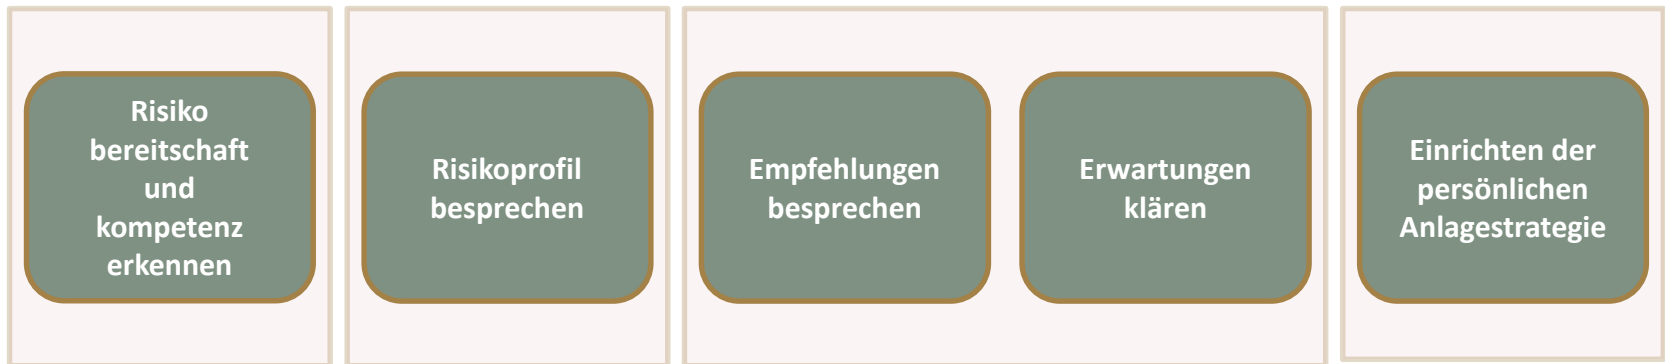 Risiko
bereitschaft
und
kompetenz
erkennen
Risikoprofil
besprechen
Empfehlungen
besprechen
Erwartungen
klären
Einrichten der
persönlichen
Anlagestrategie